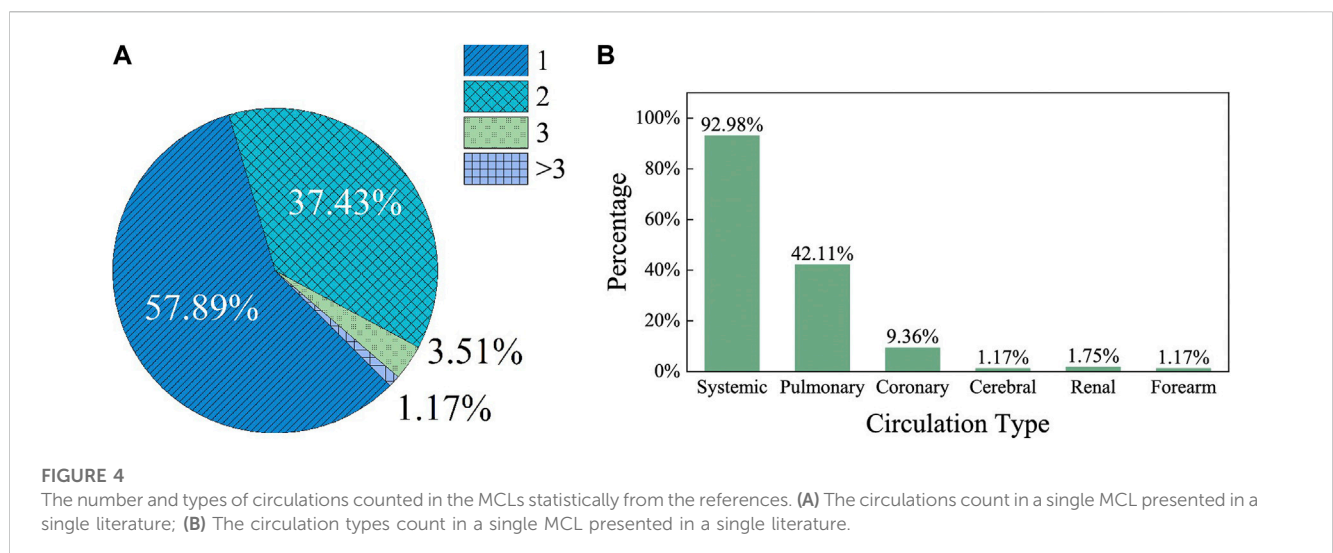 A
1
2
3
>3
37.43%
57.89%
3.51%
1.17%
B
100%
80%
60%
40%
20%
0%
Percentage
92.98%
42.11%
9.36%
1.17%
1.75%
1.17%
Systemic Pulmonary Coronary Cerebral Renal Forearm
Circulation Type
FIGURE 4
The number and types of circulations counted in the MCLs statistically from the references. (A) The circulations count in a single MCL presented in a
single literature; (B) The circulation types count in a single MCL presented in a single literature.